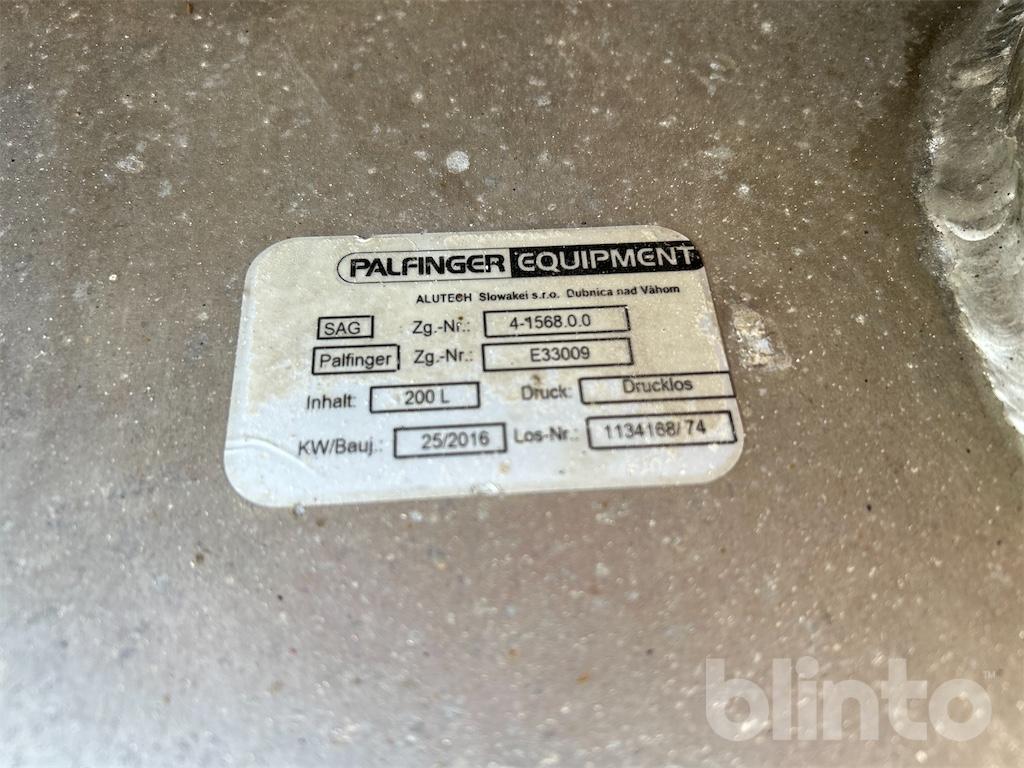 PALFINGER EQUIPMENT
ALUTECH Slowakei s.r.o. Dubnica nad Váhom
SAG Zg.-Nr.: 4-1568.0.0
Palfinger Zg.-Nr.: E33009
Inhalt: 200 L Druck: Drucklos
KW/Bauj.: 25/2016 Los-Nr.: 1134168/74
blinto™